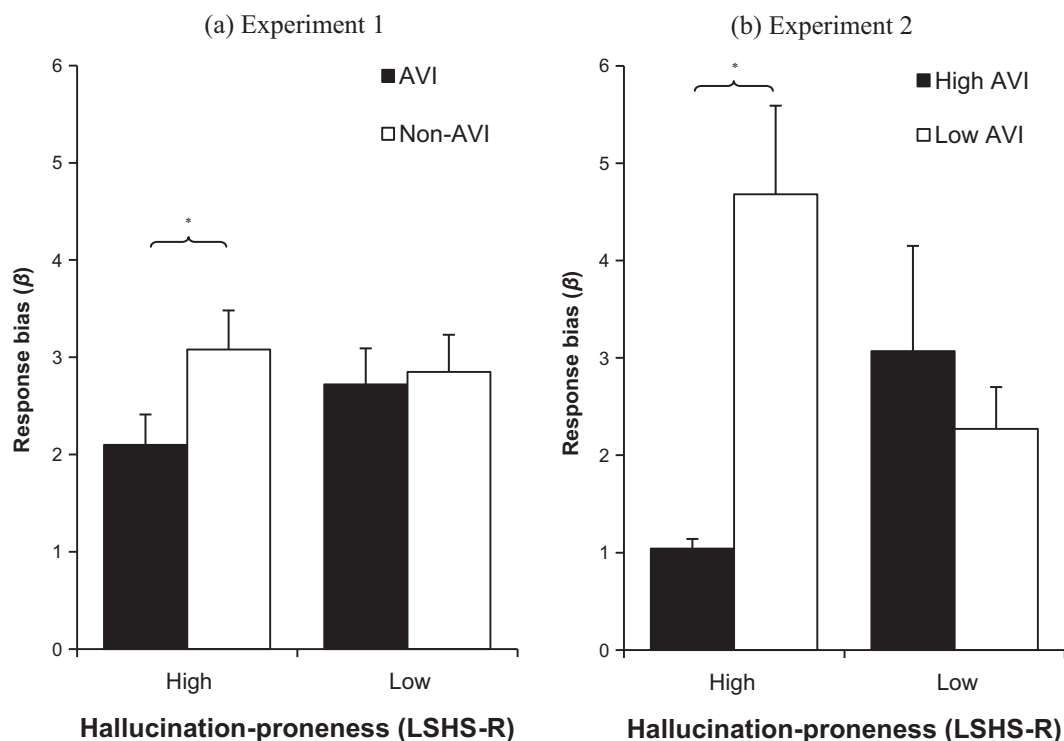 (a) Experiment 1
6
5
4
3
2
1
0
Response bias (β)
AVI
Non-AVI
*
High
Low
Hallucination-proneness (LSHS-R)
(b) Experiment 2
6
5
4
3
2
1
0
Response bias (β)
High AVI
Low AVI
*
High
Low
Hallucination-proneness (LSHS-R)